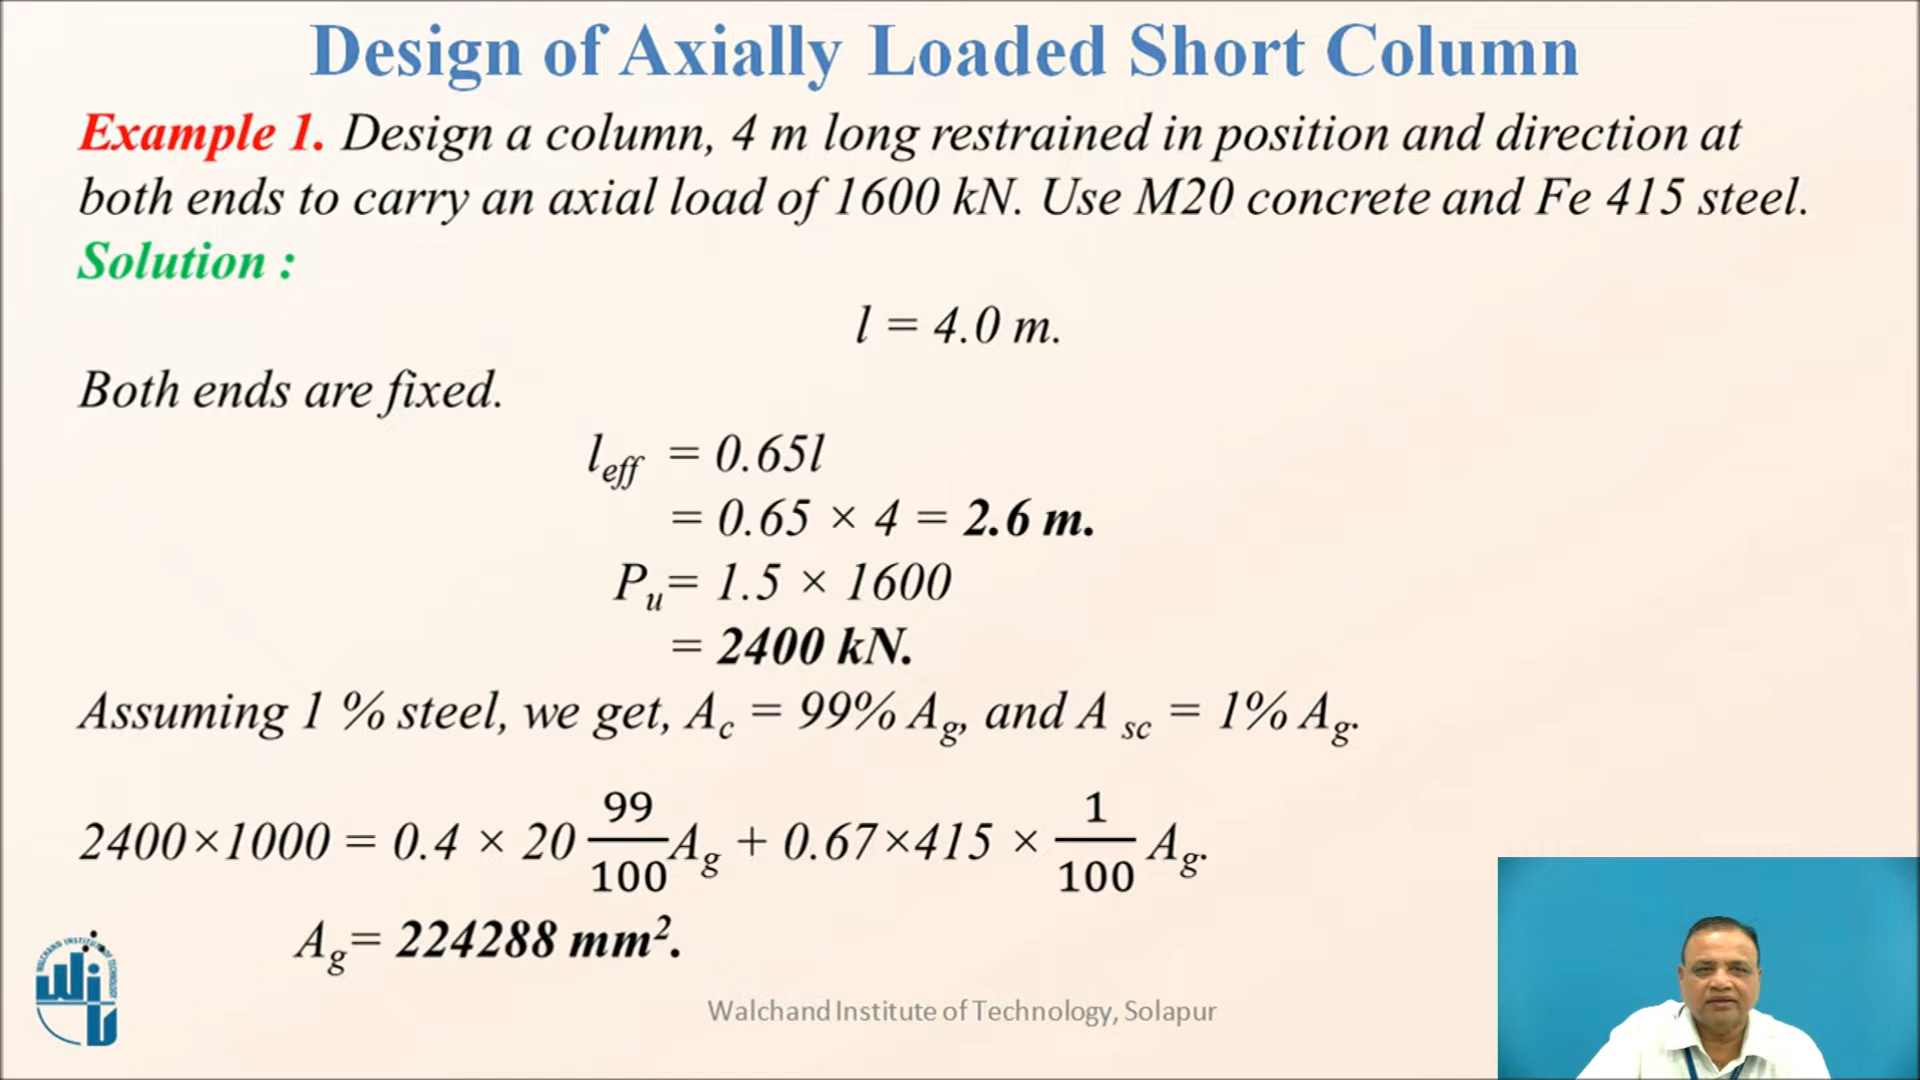 Design of Axially Loaded Short Column
Example 1. Design a column, 4 m long restrained in position and direction at
both ends to carry an axial load of 1600 kN. Use M20 concrete and Fe 415 steel.
Solution :
l = 4.0 m.
Both ends are fixed.
l_eff = 0.65l
= 0.65 × 4 = 2.6 m.
P_u = 1.5 × 1600
= 2400 kN.
Assuming 1 % steel, we get, A_c = 99% A_g, and A_sc = 1% A_g.
2400×1000 = 0.4 × 20 99/100 A_g + 0.67×415 × 1/100 A_g.
A_g = 224288 mm².
WALCHAND INSTITUTE OF TECHNOLOGY
Walchand Institute of Technology, Solapur